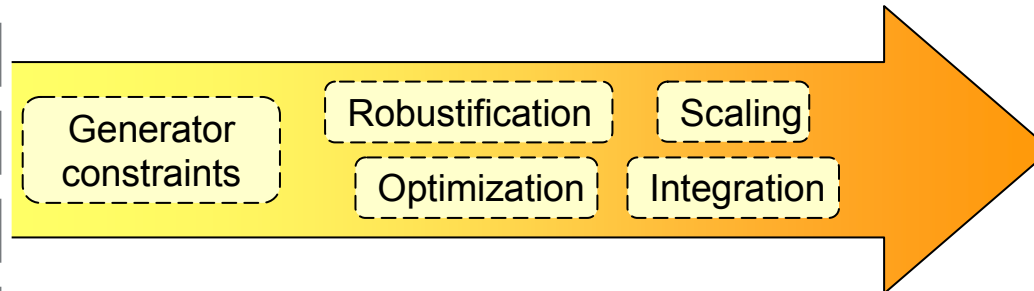 Generator
constraints
Robustification
Optimization
Scaling
Integration